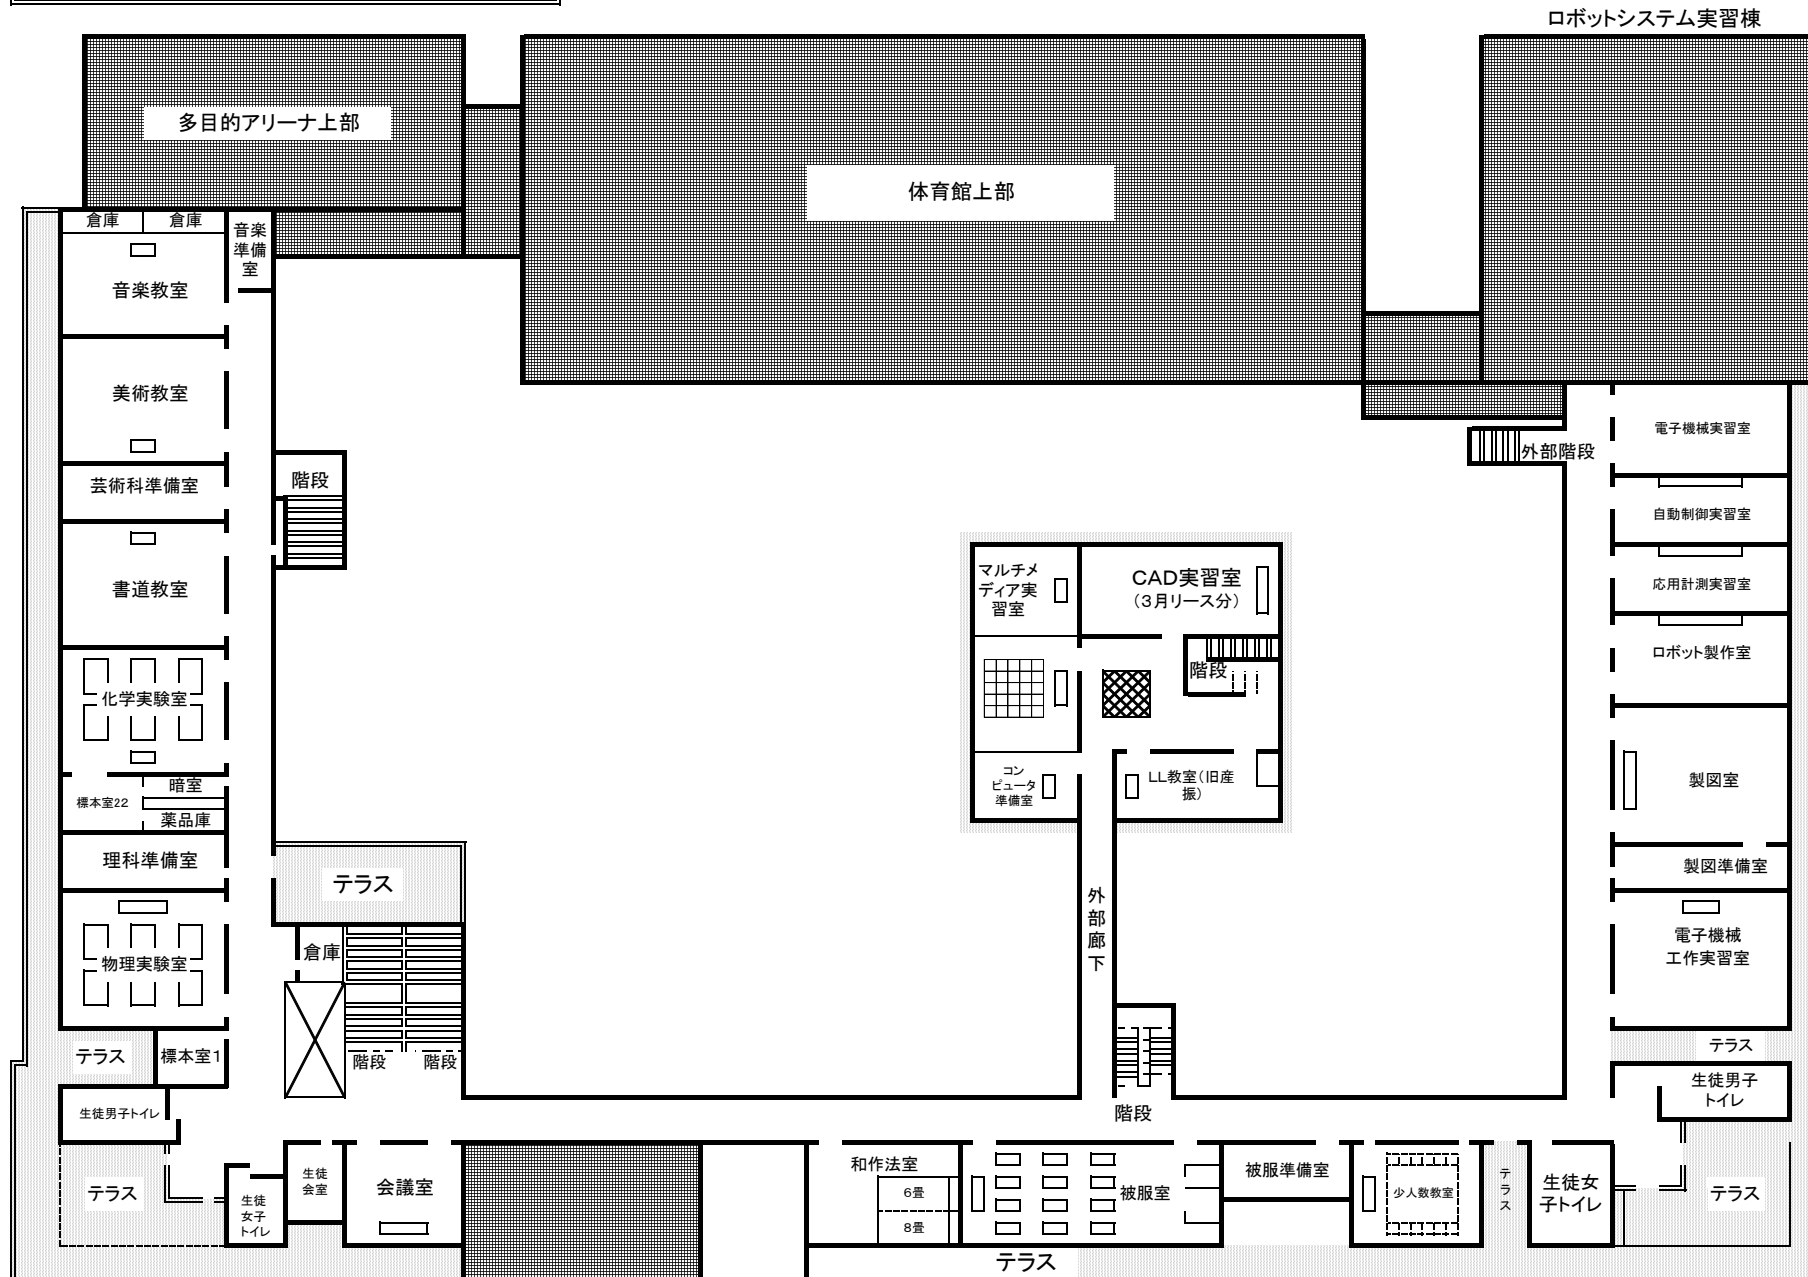 ロボットシステム実習棟
多目的アリーナ上部
体育館上部
倉庫
倉庫
音楽
準備
室
音楽教室
美術教室
芸術科準備室
階段
書道教室
化学実験室
暗室
標本室22
薬品庫
理科準備室
テラス
倉庫
物理実験室
階段
階段
テラス
標本室1
生徒男子トイレ
テラス
生徒
女子
トイレ
生徒
会室
会議室
マルチメ
ディア実
習室
CAD実習室
(3月リース分)
階段
コン
ピュータ
準備室
LL教室(旧産
振)
外
部
廊
下
階段
外部階段
電子機械実習室
自動制御実習室
応用計測実習室
ロボット製作室
製図室
製図準備室
電子機械
工作実習室
テラス
生徒男子
トイレ
和作法室
6畳
8畳
被服室
被服準備室
少人数教室
テ
ラ
ス
生徒女
子トイレ
テラス
テラス